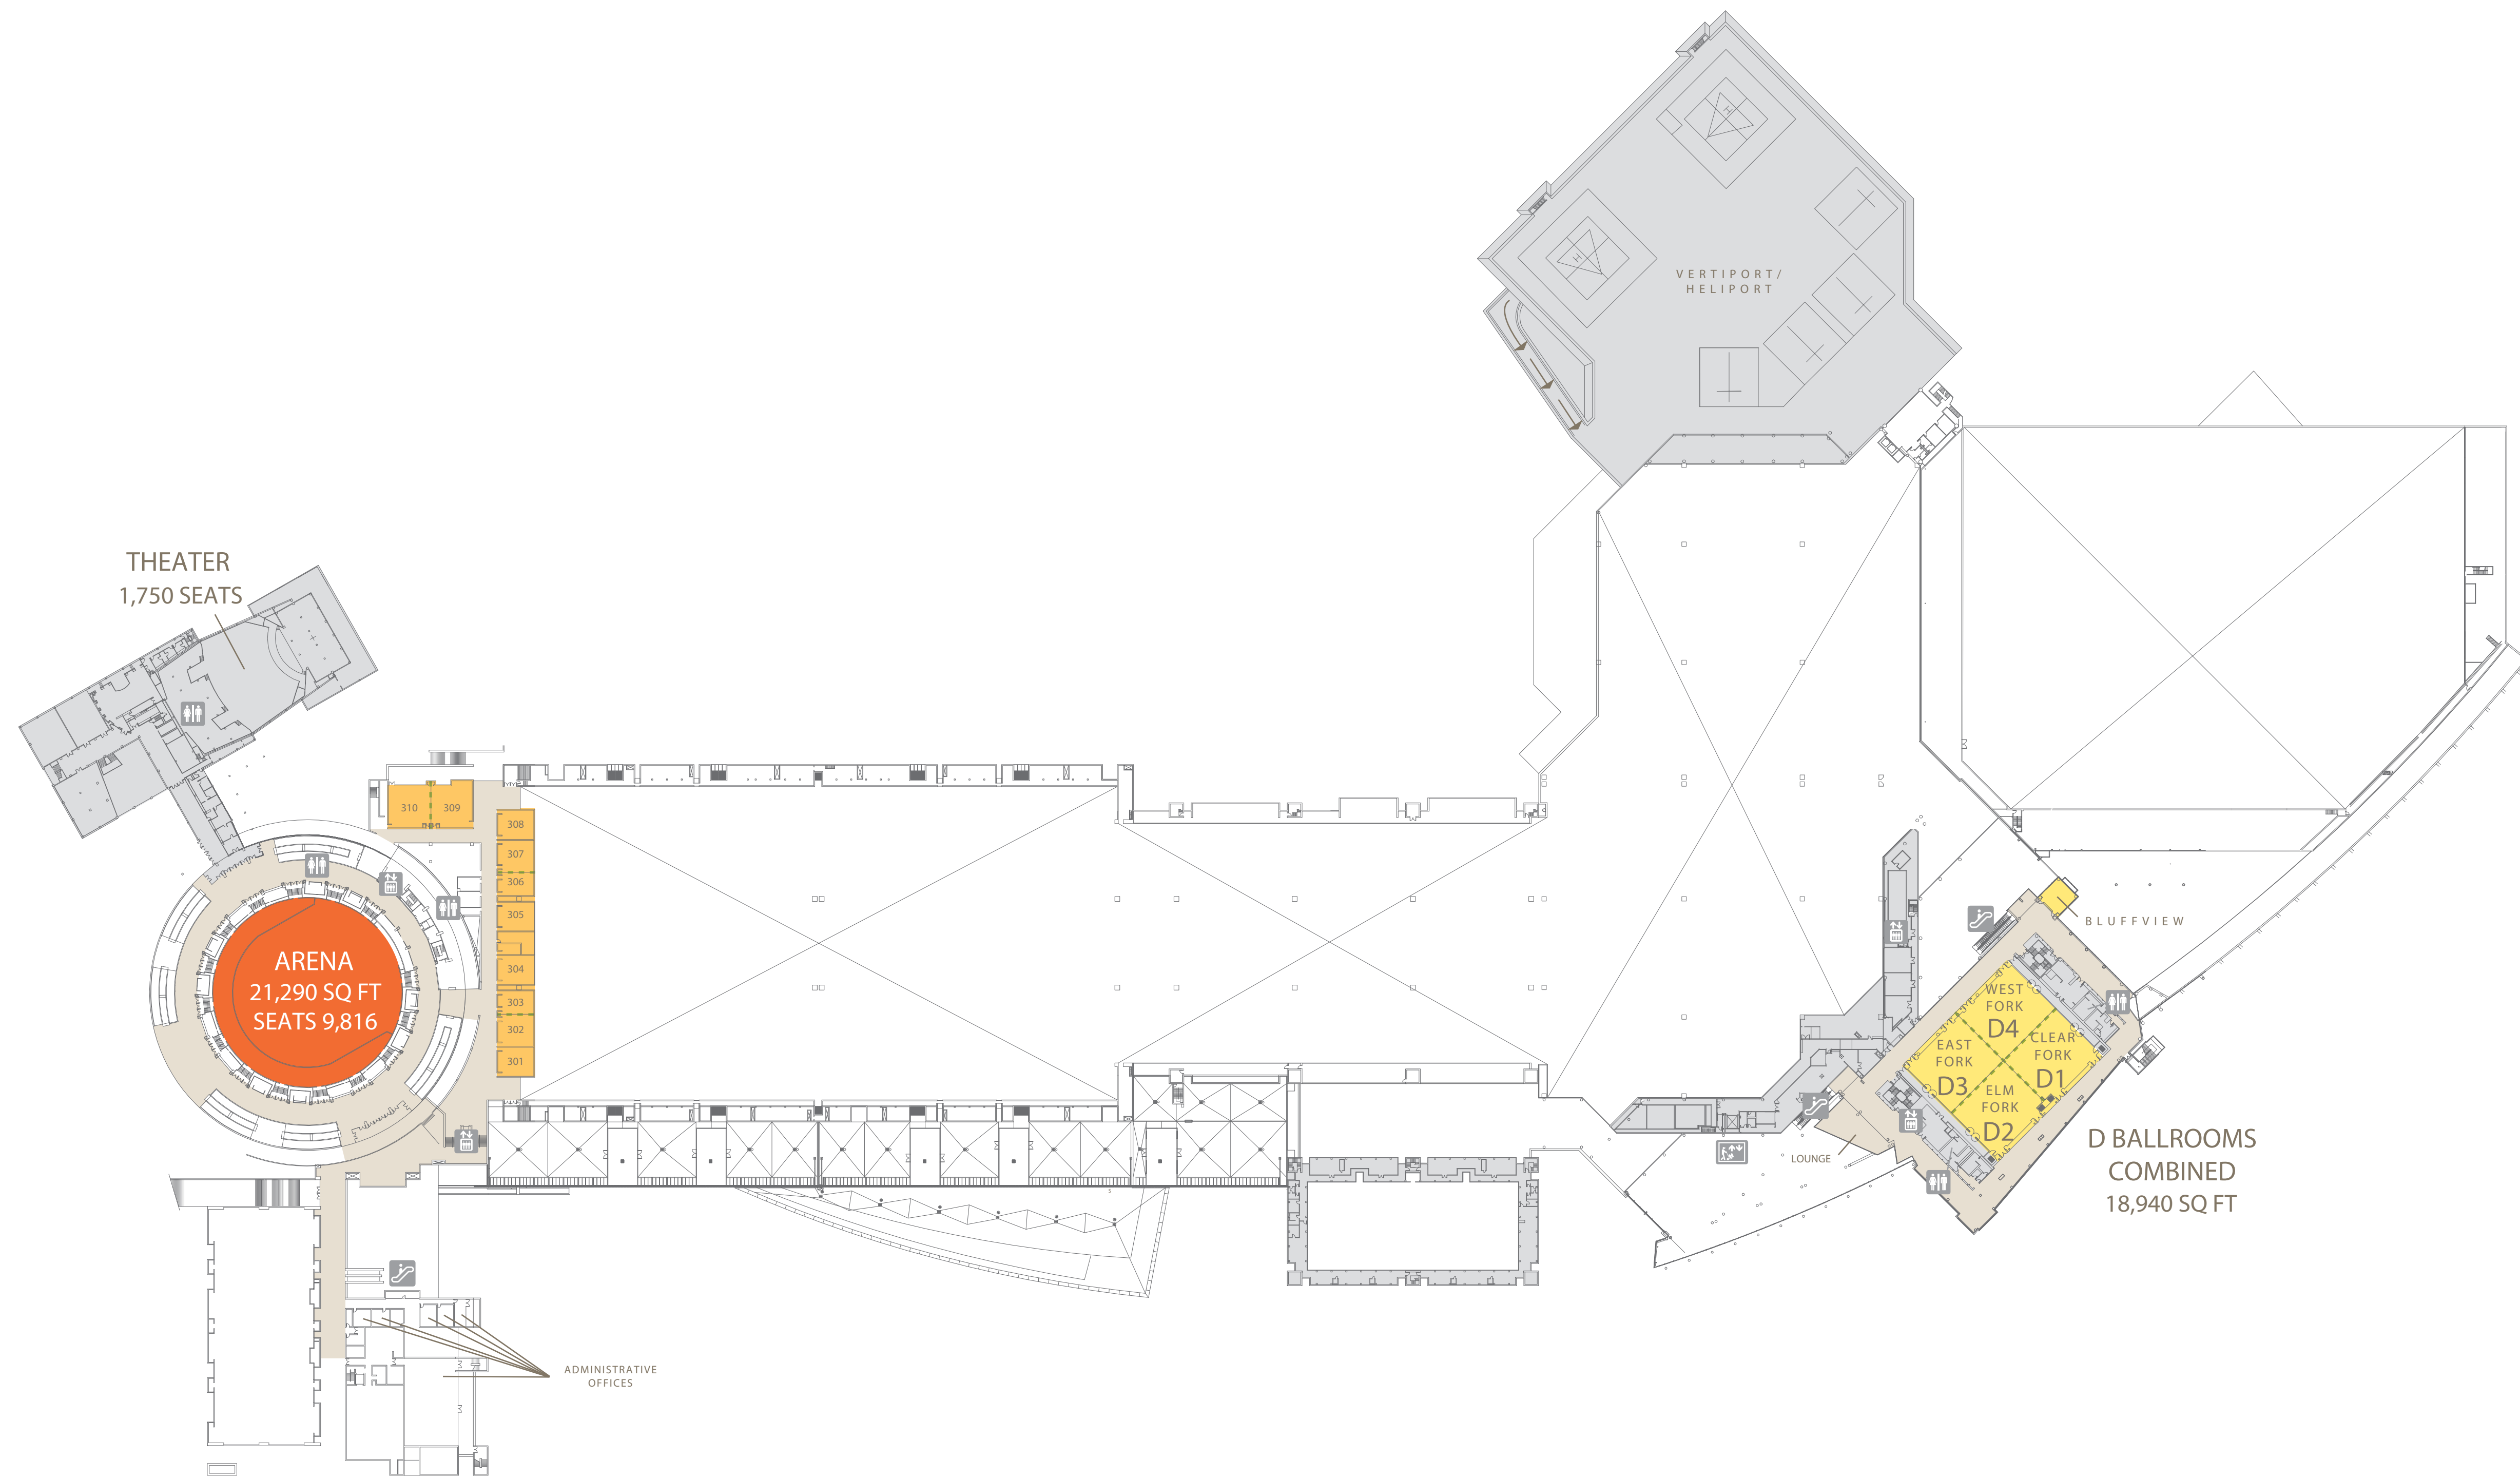 VERTIPORT/
HELIPORT
H
H
THEATER
1,750 SEATS
310
309
308
307
306
305
304
303
302
301
ARENA
21,290 SQ FT
SEATS 9,816
BLUFFVIEW
WEST
FORK
D4
CLEAR
FORK
D1
EAST
FORK
D3
ELM
FORK
D2
LOUNGE
D BALLROOMS
COMBINED
18,940 SQ FT
S
ADMINISTRATIVE
OFFICES